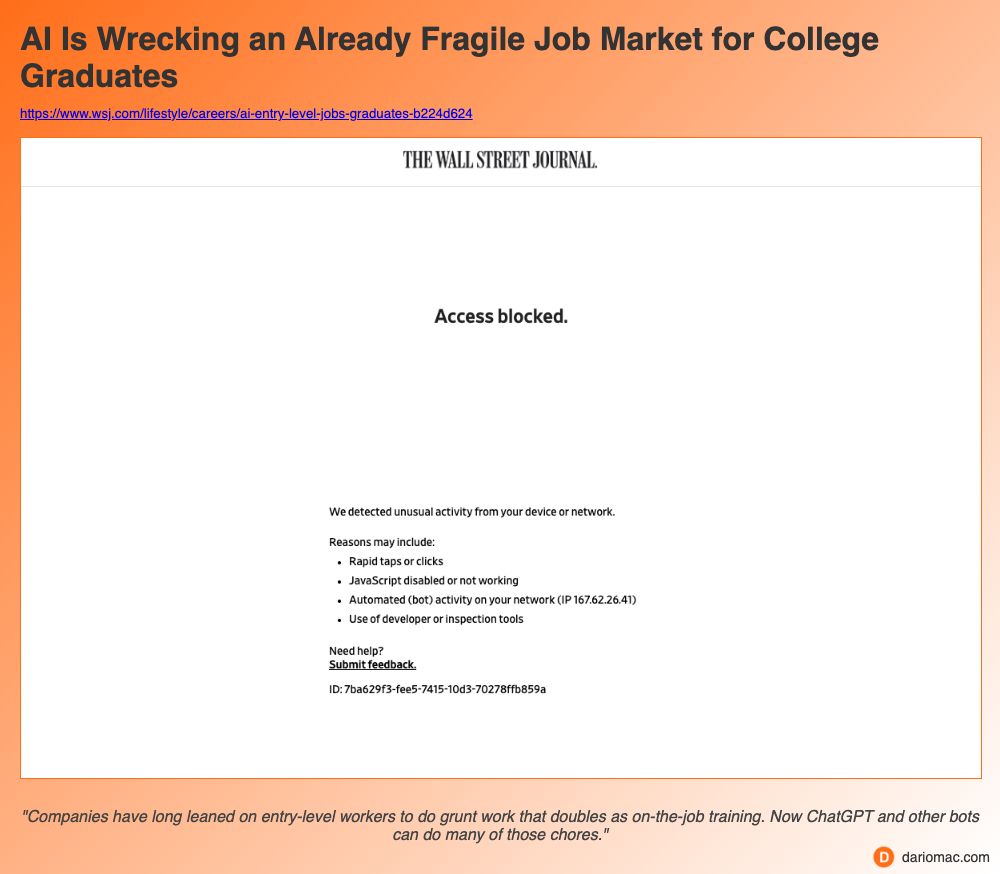 AI Is Wrecking an Already Fragile Job Market for College
Graduates
https://www.wsj.com/lifestyle/careers/ai-entry-level-jobs-graduates-b224d624
THE WALL STREET JOURNAL.
Access blocked.
We detected unusual activity from your device or network.
Reasons may include:
• Rapid taps or clicks
• JavaScript disabled or not working
• Automated (bot) activity on your network (IP 167.62.26.41)
• Use of developer or inspection tools
Need help?
Submit feedback.
ID: 7ba629f3-fee5-7415-10d3-70278ffb859a
"Companies have long leaned on entry-level workers to do grunt work that doubles as on-the-job training. Now ChatGPT and other bots
can do many of those chores."
D dariomac.com